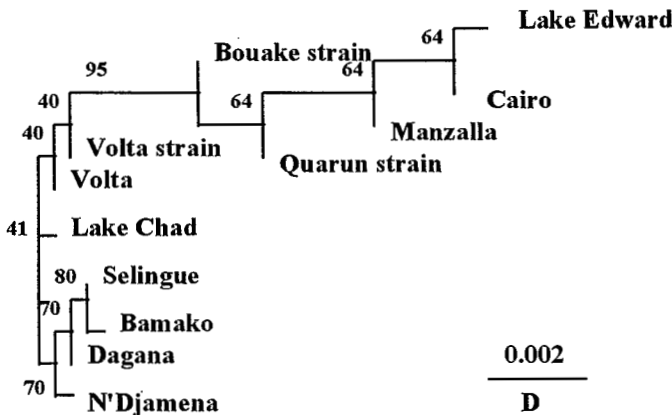 Lake Edward
64
Bouake strain
95
64
40
64
Cairo
40
Manzalla
Volta strain
Quarun strain
Volta
41
Lake Chad
80
Selingue
70
Bamako
Dagana
0.002
70
N'Djamena
D